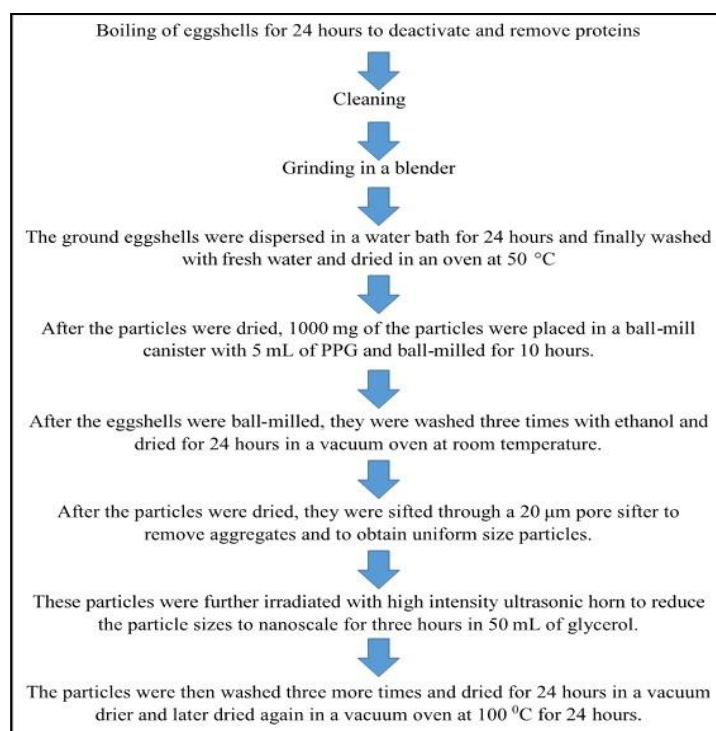 Boiling of eggshells for 24 hours to deactivate and remove proteins
Cleaning
Grinding in a blender
The ground eggshells were dispersed in a water bath for 24 hours and finally washed
with fresh water and dried in an oven at 50 °C
After the particles were dried, 1000 mg of the particles were placed in a ball-mill
canister with 5 mL of PPG and ball-milled for 10 hours.
After the eggshells were ball-milled, they were washed three times with ethanol and
dried for 24 hours in a vacuum oven at room temperature.
After the particles were dried, they were sifted through a 20 μm pore sifter to
remove aggregates and to obtain uniform size particles.
These particles were further irradiated with high intensity ultrasonic horn to reduce
the particle sizes to nanoscale for three hours in 50 mL of glycerol.
The particles were then washed three more times and dried for 24 hours in a vacuum
drier and later dried again in a vacuum oven at 100 ⁰C for 24 hours.